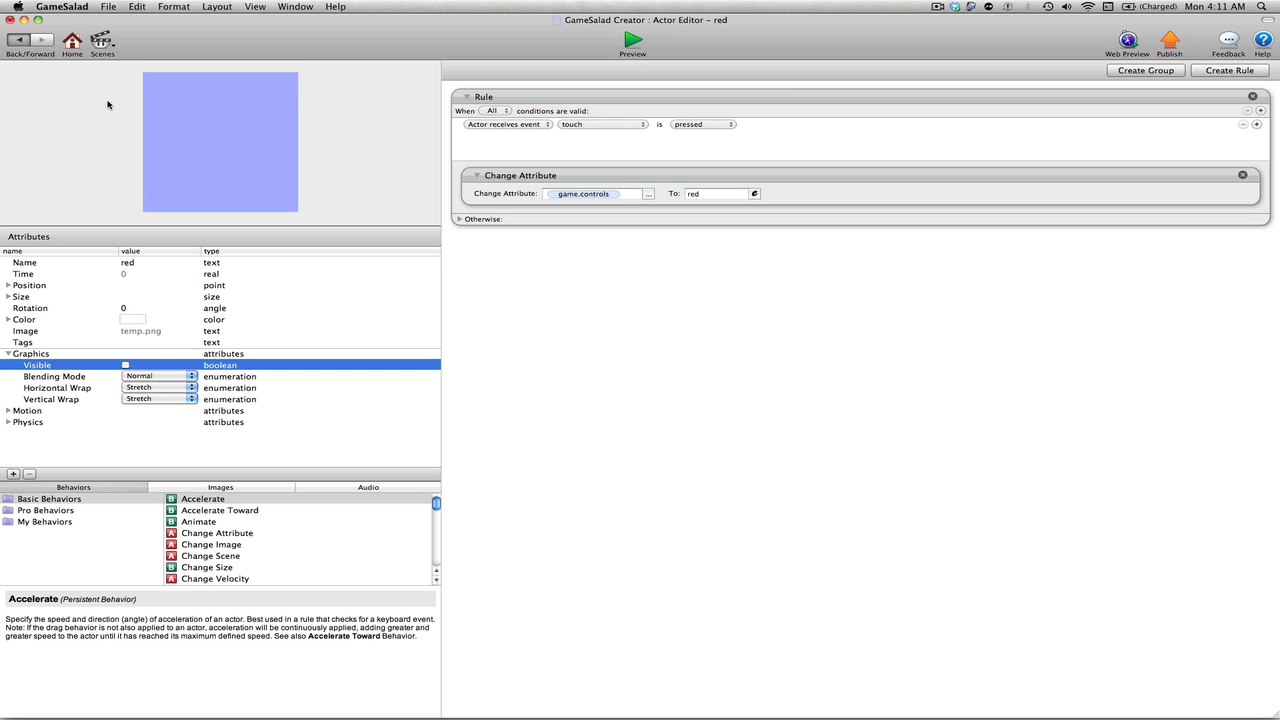 GameSalad File Edit Format Layout View Window Help (Charged) Mon 4:11 AM
GameSalad Creator : Actor Editor - red
Back/Forward Home Scenes Preview Web Preview Publish Feedback Help
Create Group Create Rule
Rule
When All conditions are valid:
Actor receives event touch is pressed
Change Attribute
Change Attribute: game.controls ... To: red e
Otherwise:
Attributes
name value type
Name red text
Time 0 real
Position point
Size size
Rotation 0 angle
Color color
Image temp.png text
Tags text
Graphics attributes
Visible boolean
Blending Mode Normal enumeration
Horizontal Wrap Stretch enumeration
Vertical Wrap Stretch enumeration
Motion attributes
Physics attributes
Behaviors Images Audio
Basic Behaviors
Pro Behaviors
My Behaviors
B Accelerate
B Accelerate Toward
B Animate
A Change Attribute
A Change Image
A Change Scene
B Change Size
A Change Velocity
Accelerate (Persistent Behavior)
Specify the speed and direction (angle) of acceleration of an actor. Best used in a rule that checks for a keyboard event.
Note: If the drag behavior is not also applied to an actor, acceleration will be continuously applied, adding greater and
greater speed to the actor until it has reached its maximum defined speed. See also Accelerate Toward Behavior.